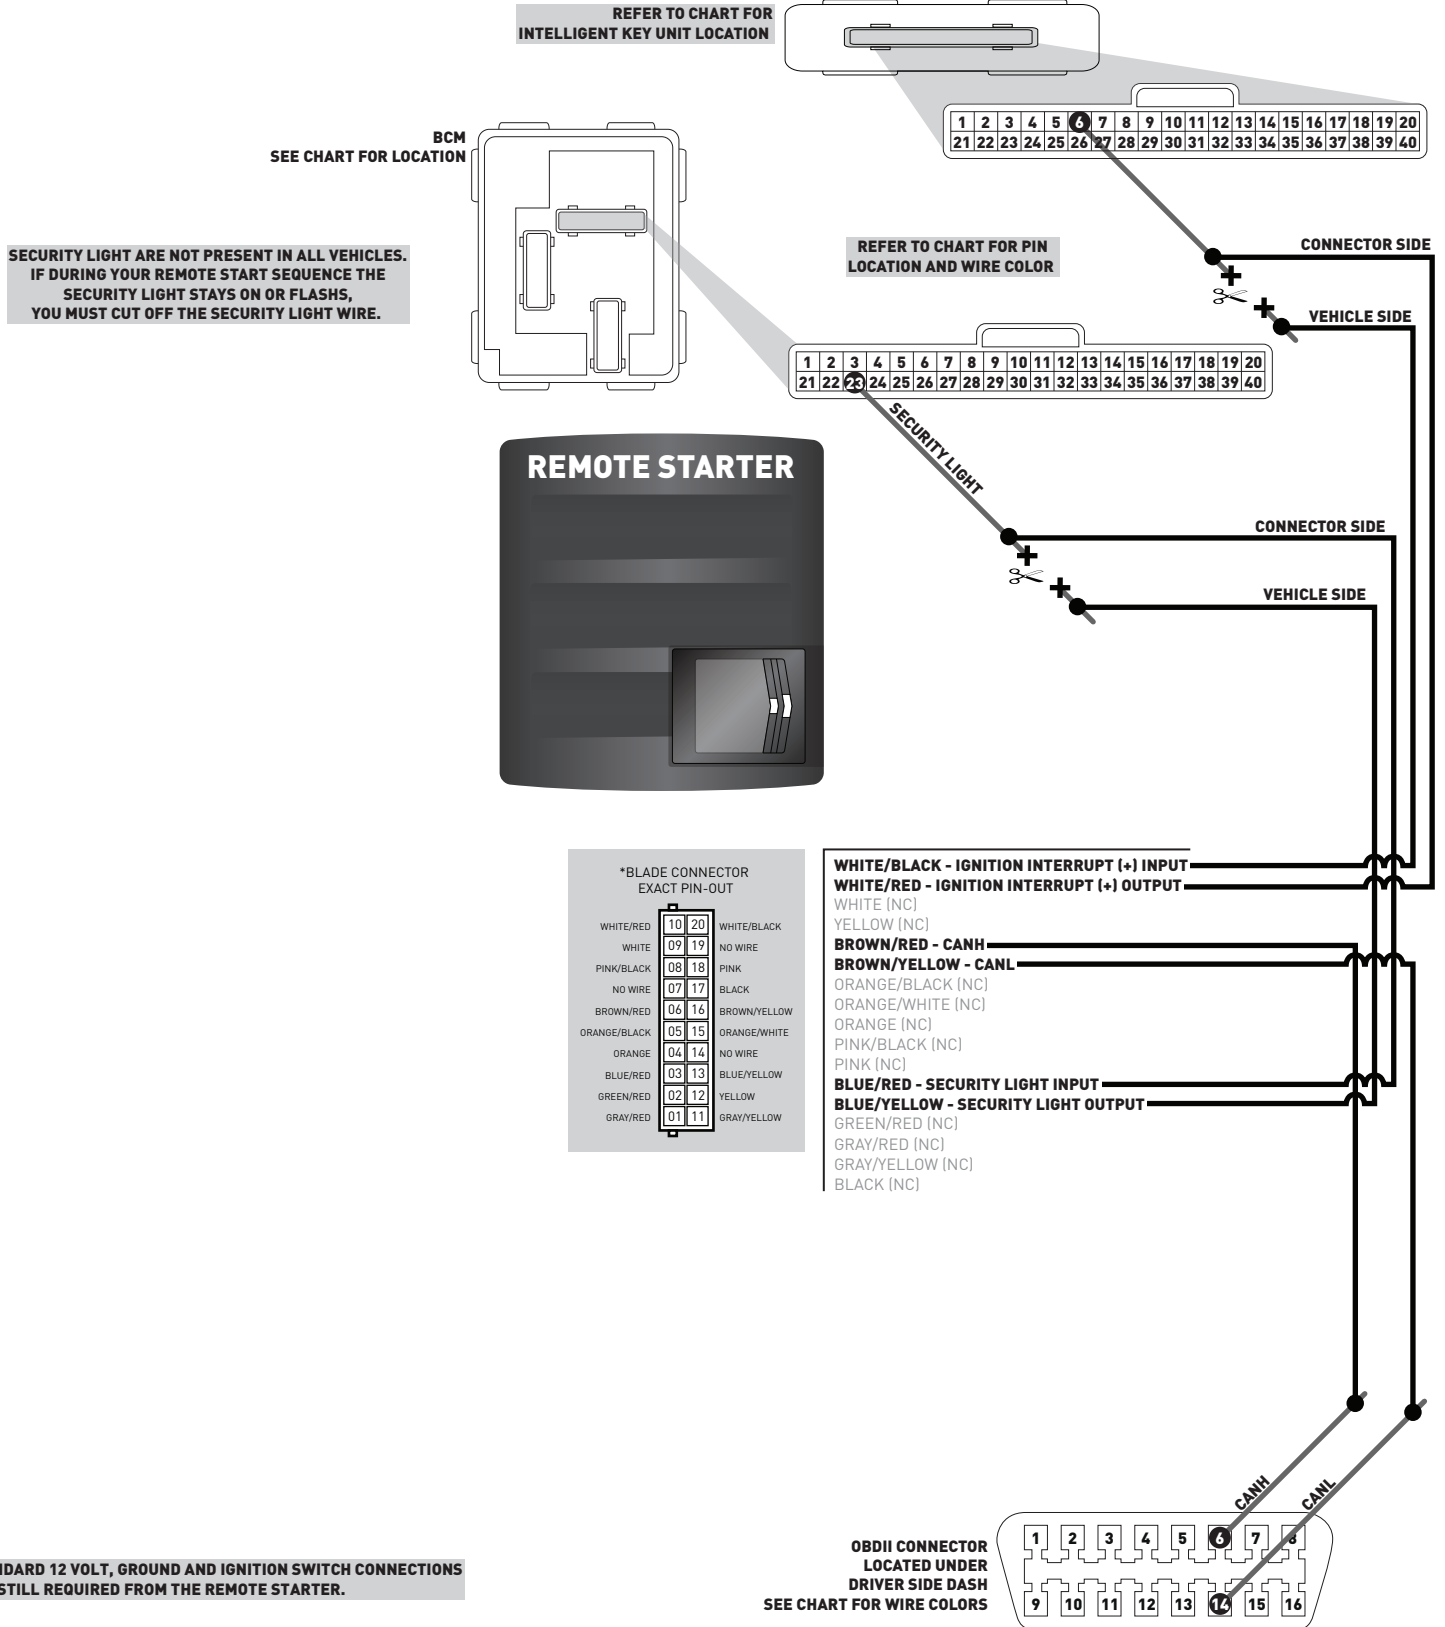 REFER TO CHART FOR
INTELLIGENT KEY UNIT LOCATION
1 2 3 4 5 6 7 8 9 10 11 12 13 14 15 16 17 18 19 20
21 22 23 24 25 26 27 28 29 30 31 32 33 34 35 36 37 38 39 40
BCM
SEE CHART FOR LOCATION
SECURITY LIGHT ARE NOT PRESENT IN ALL VEHICLES.
IF DURING YOUR REMOTE START SEQUENCE THE
SECURITY LIGHT STAYS ON OR FLASHS,
YOU MUST CUT OFF THE SECURITY LIGHT WIRE.
REFER TO CHART FOR PIN
LOCATION AND WIRE COLOR
CONNECTOR SIDE
VEHICLE SIDE
1 2 3 4 5 6 7 8 9 10 11 12 13 14 15 16 17 18 19 20
21 22 23 24 25 26 27 28 29 30 31 32 33 34 35 36 37 38 39 40
SECURITY LIGHT
REMOTE STARTER
CONNECTOR SIDE
VEHICLE SIDE
*BLADE CONNECTOR
EXACT PIN-OUT
WHITE/RED 10 20 WHITE/BLACK
WHITE 09 19 NO WIRE
PINK/BLACK 08 18 PINK
NO WIRE 07 17 BLACK
BROWN/RED 06 16 BROWN/YELLOW
ORANGE/BLACK 05 15 ORANGE/WHITE
ORANGE 04 14 NO WIRE
BLUE/RED 03 13 BLUE/YELLOW
GREEN/RED 02 12 YELLOW
GRAY/RED 01 11 GRAY/YELLOW
WHITE/BLACK - IGNITION INTERRUPT (+) INPUT
WHITE/RED - IGNITION INTERRUPT (+) OUTPUT
WHITE (NC)
YELLOW (NC)
BROWN/RED - CANH
BROWN/YELLOW - CANL
ORANGE/BLACK (NC)
ORANGE/WHITE (NC)
ORANGE (NC)
PINK/BLACK (NC)
PINK (NC)
BLUE/RED - SECURITY LIGHT INPUT
BLUE/YELLOW - SECURITY LIGHT OUTPUT
GREEN/RED (NC)
GRAY/RED (NC)
GRAY/YELLOW (NC)
BLACK (NC)
CANH
CANL
OBDII CONNECTOR
LOCATED UNDER
DRIVER SIDE DASH
SEE CHART FOR WIRE COLORS
1 2 3 4 5 6 7 8
9 10 11 12 13 14 15 16
NDARD 12 VOLT, GROUND AND IGNITION SWITCH CONNECTIONS
STILL REQUIRED FROM THE REMOTE STARTER.